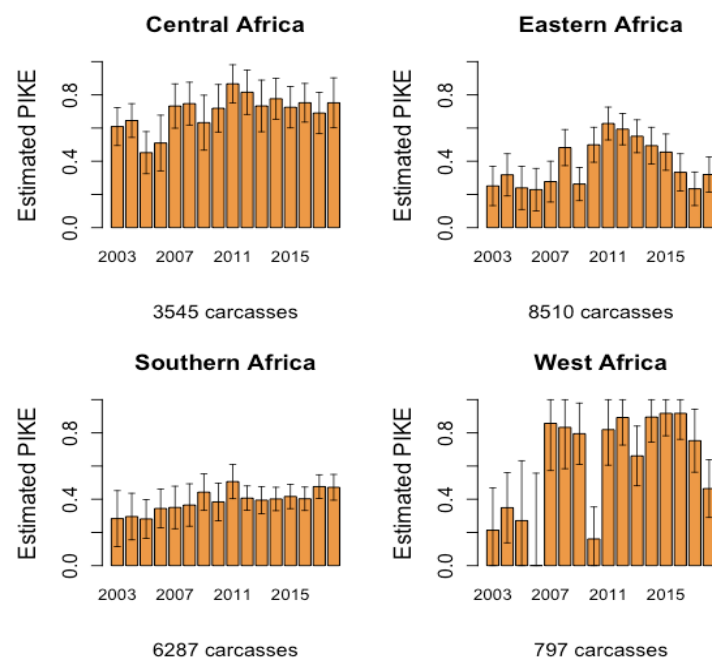 Central Africa
Estimated PIKE
0.0 0.4 0.8
2003 2007 2011 2015
3545 carcasses
Eastern Africa
Estimated PIKE
0.0 0.4 0.8
2003 2007 2011 2015
8510 carcasses
Southern Africa
Estimated PIKE
0.0 0.4 0.8
2003 2007 2011 2015
6287 carcasses
West Africa
Estimated PIKE
0.0 0.4 0.8
2003 2007 2011 2015
797 carcasses